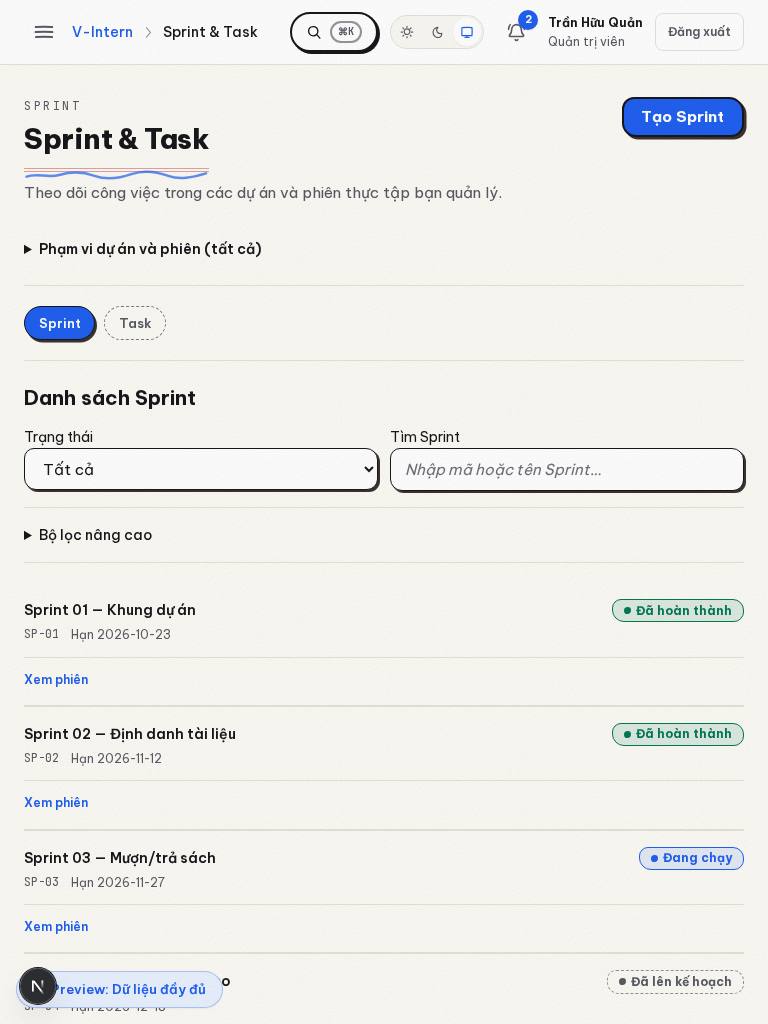 V-Intern > Sprint & Task ⌘K 2 Trần Hữu Quản Đăng xuất
Quản trị viên
SPRINT
Sprint & Task
Tạo Sprint
Theo dõi công việc trong các dự án và phiên thực tập bạn quản lý.
Phạm vi dự án và phiên (tất cả)
Sprint Task
Danh sách Sprint
Trạng thái Tìm Sprint
Tất cả Nhập mã hoặc tên Sprint...
Bộ lọc nâng cao
Sprint 01 — Khung dự án Đã hoàn thành
SP-01 Hạn 2026-10-23
Xem phiên
Sprint 02 — Định danh tài liệu Đã hoàn thành
SP-02 Hạn 2026-11-12
Xem phiên
Sprint 03 — Mượn/trả sách Đang chạy
SP-03 Hạn 2026-11-27
Xem phiên
Đã lên kế hoạch
N Preview: Dữ liệu đầy đủ